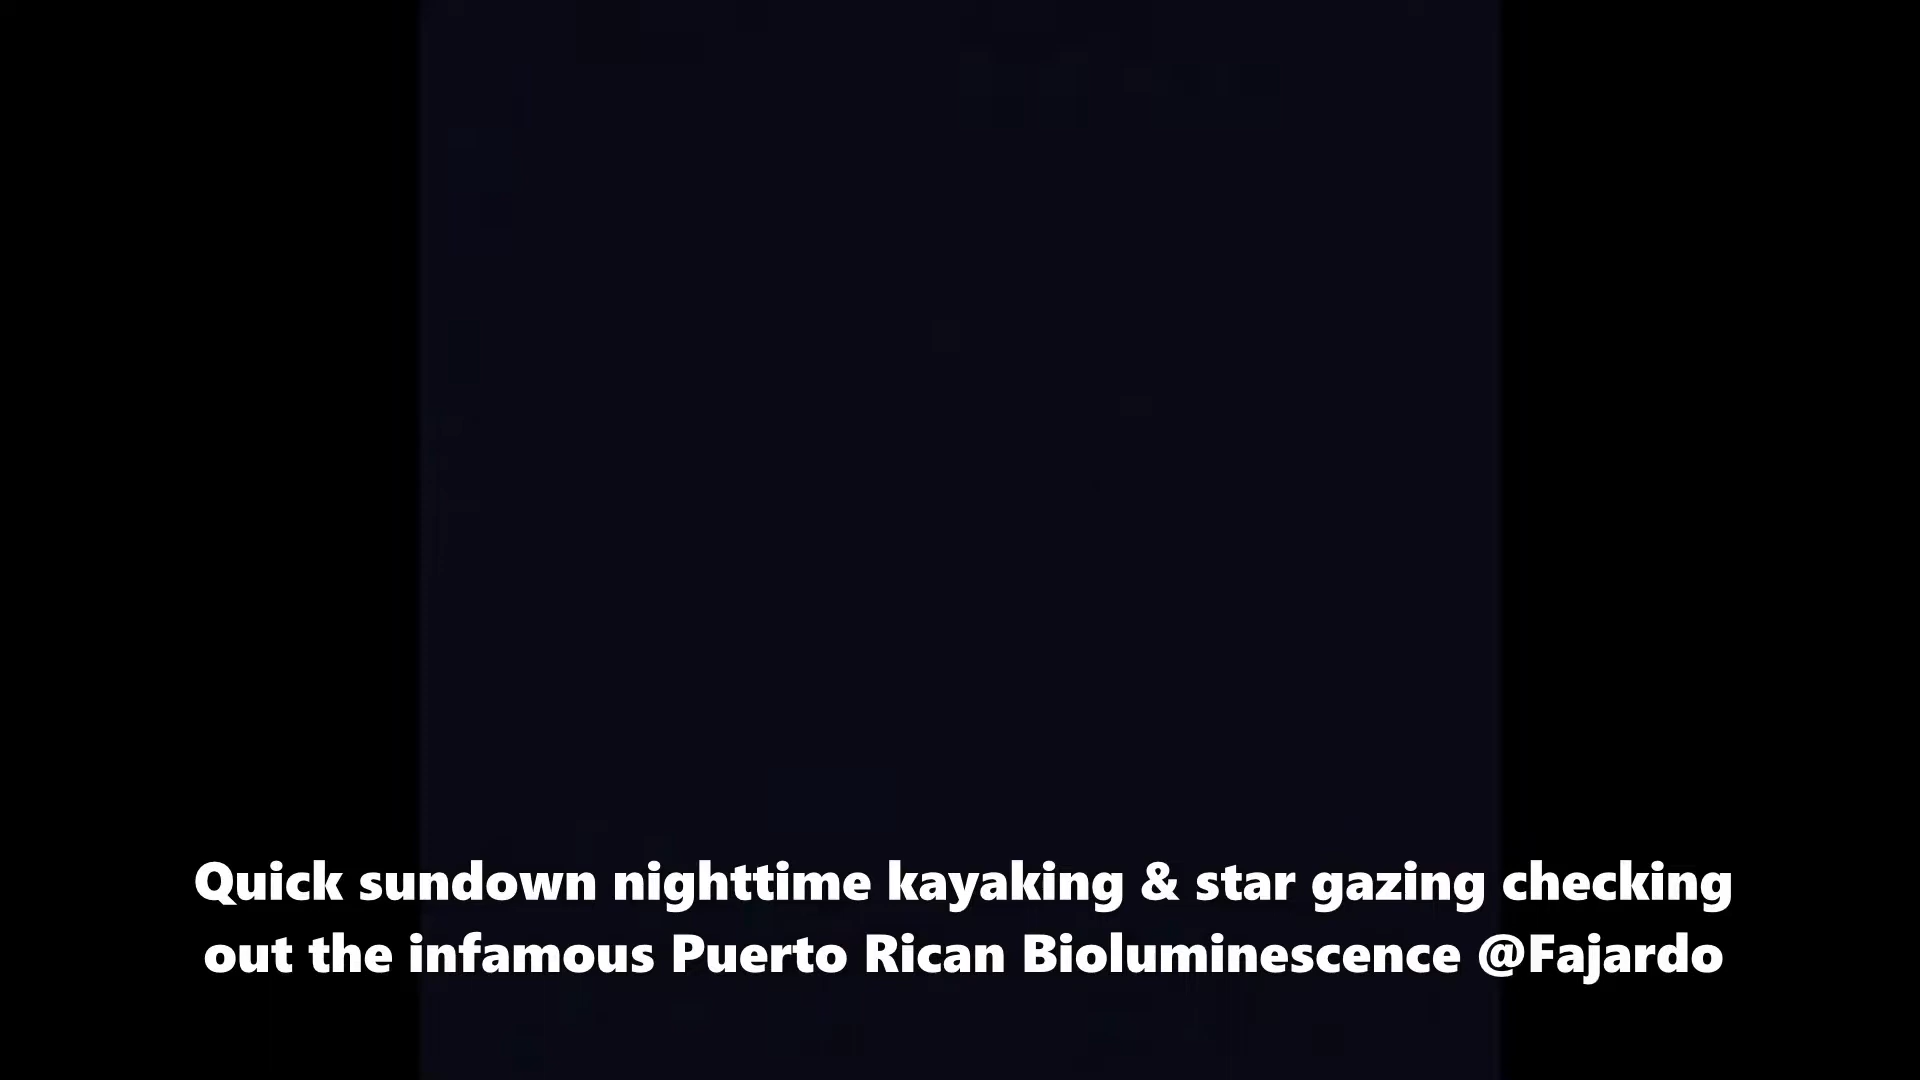 Quick sundown nighttime kayaking & star gazing checking
out the infamous Puerto Rican Bioluminescence @Fajardo